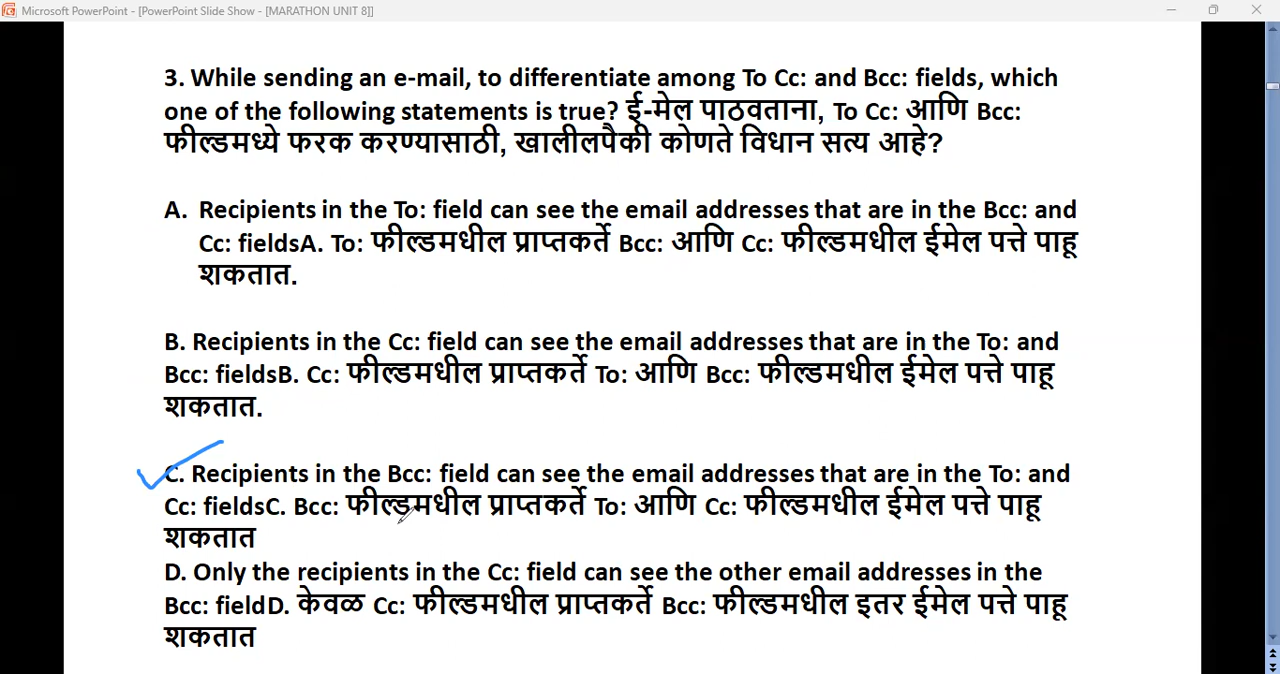 Microsoft PowerPoint - [PowerPoint Slide Show - [MARATHON UNIT 8]]
3. While sending an e-mail, to differentiate among To Cc: and Bcc: fields, which
one of the following statements is true? ई-मेल पाठवताना, To Cc: आणि Bcc:
फील्डमध्ये फरक करण्यासाठी, खालीलपैकी कोणते विधान सत्य आहे?
A. Recipients in the To: field can see the email addresses that are in the Bcc: and
Cc: fieldsA. To: फील्डमधील प्राप्तकर्ते Bcc: आणि Cc: फील्डमधील ईमेल पत्ते पाहू
शकतात.
B. Recipients in the Cc: field can see the email addresses that are in the To: and
Bcc: fieldsB. Cc: फील्डमधील प्राप्तकर्ते To: आणि Bcc: फील्डमधील ईमेल पत्ते पाहू
शकतात.
C. Recipients in the Bcc: field can see the email addresses that are in the To: and
Cc: fieldsC. Bcc: फील्डमधील प्राप्तकर्ते To: आणि Cc: फील्डमधील ईमेल पत्ते पाहू
शकतात
D. Only the recipients in the Cc: field can see the other email addresses in the
Bcc: fieldD. केवळ Cc: फील्डमधील प्राप्तकर्ते Bcc: फील्डमधील इतर ईमेल पत्ते पाहू
शकतात